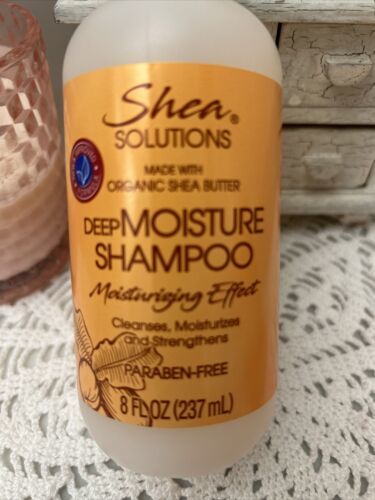 Shea®
SOLUTIONS
MADE WITH
ORGANIC SHEA BUTTER
DEEP MOISTURE
SHAMPOO
Moisturizing Effect
Cleanses, Moisturizes
and Strengthens
PARABEN-FREE
8 FL OZ (237 mL)